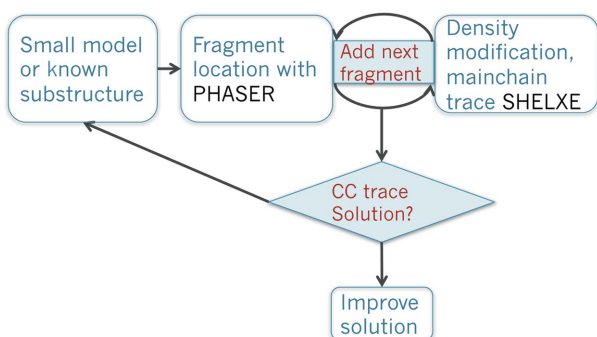 Small model
or known
substructure
Fragment
location with
PHASER
Add next
fragment
Density
modification,
mainchain
trace SHELXE
CC trace
Solution?
Improve
solution